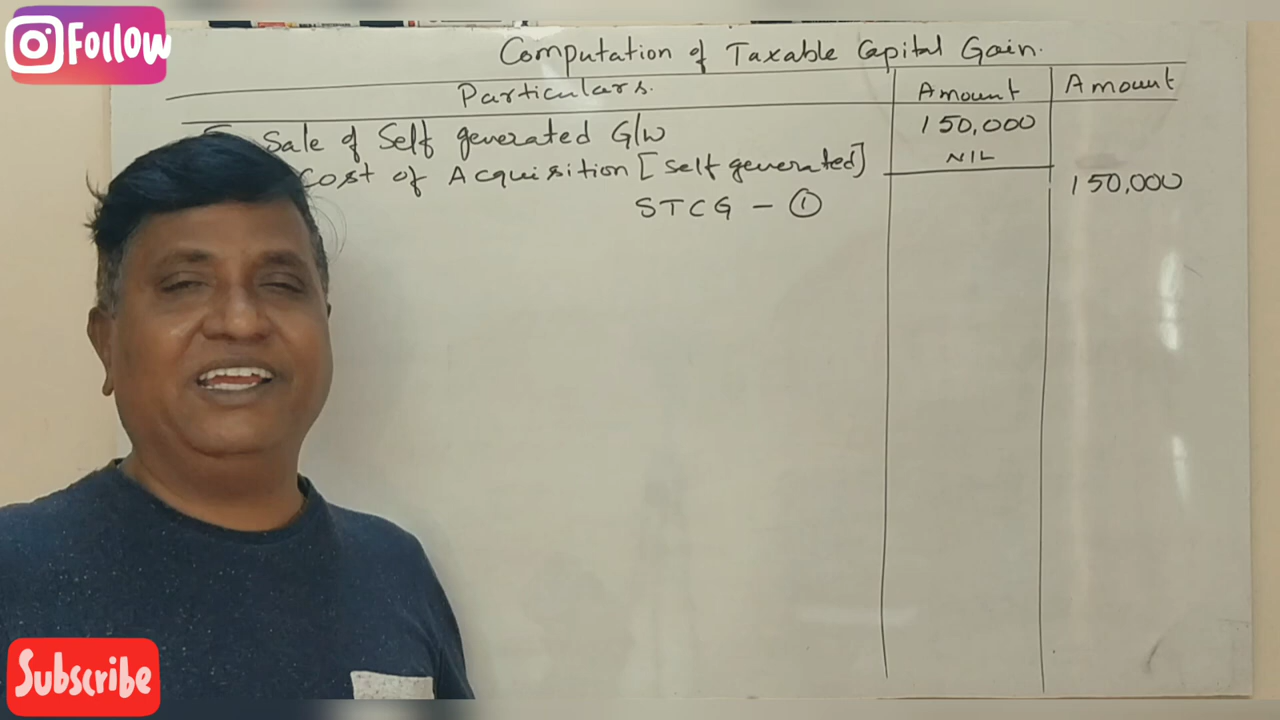 Follow
Computation of Taxable Capital Gain.
Particulars. Amount Amount
Sale of Self generated G/W 150,000
Cost of Acquisition [Self generated] NIL
STCG - ① 150,000
Subscribe